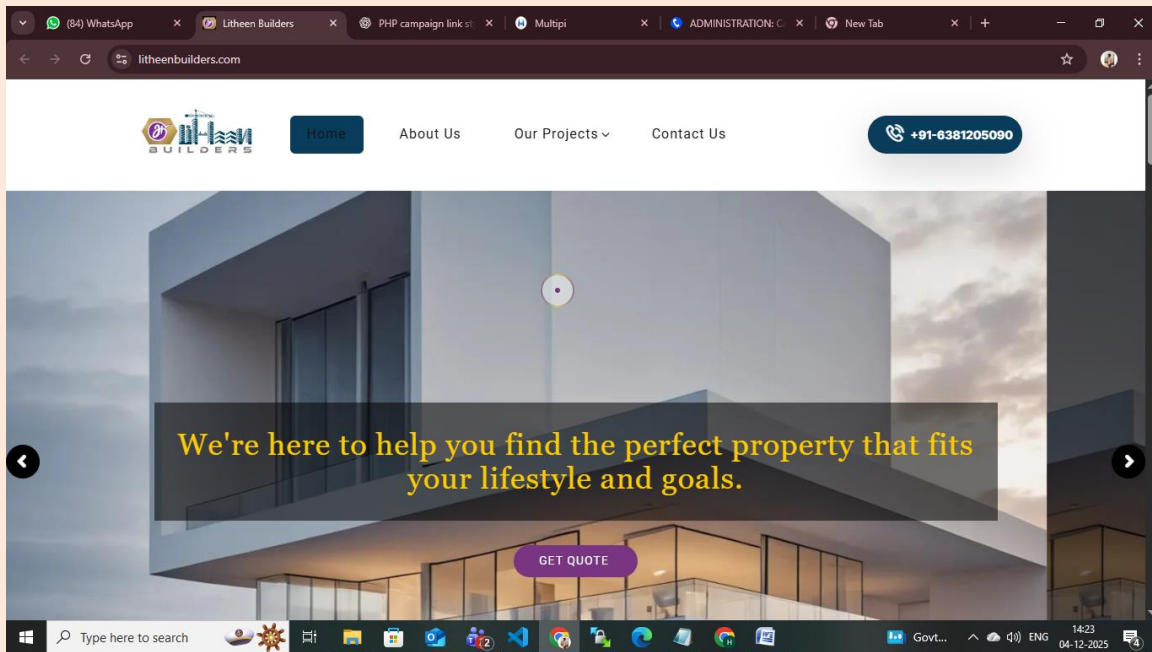 (84) WhatsApp
Litheen Builders
PHP campaign link st
Multipi
ADMINISTRATION: C
New Tab
litheenbuilders.com
BUILDERS
Home
About Us
Our Projects
Contact Us
+91-6381205090
We're here to help you find the perfect property that fits
your lifestyle and goals.
GET QUOTE
Type here to search
2
Govt...
ENG
14:23
04-12-2025
4